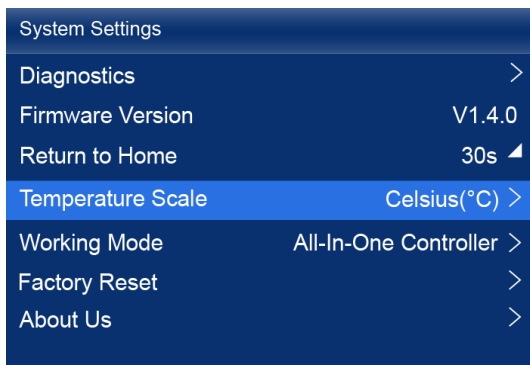 System Settings
Diagnostics >
Firmware Version V1.4.0
Return to Home 30s
Temperature Scale Celsius(°C) >
Working Mode All-In-One Controller >
Factory Reset >
About Us >